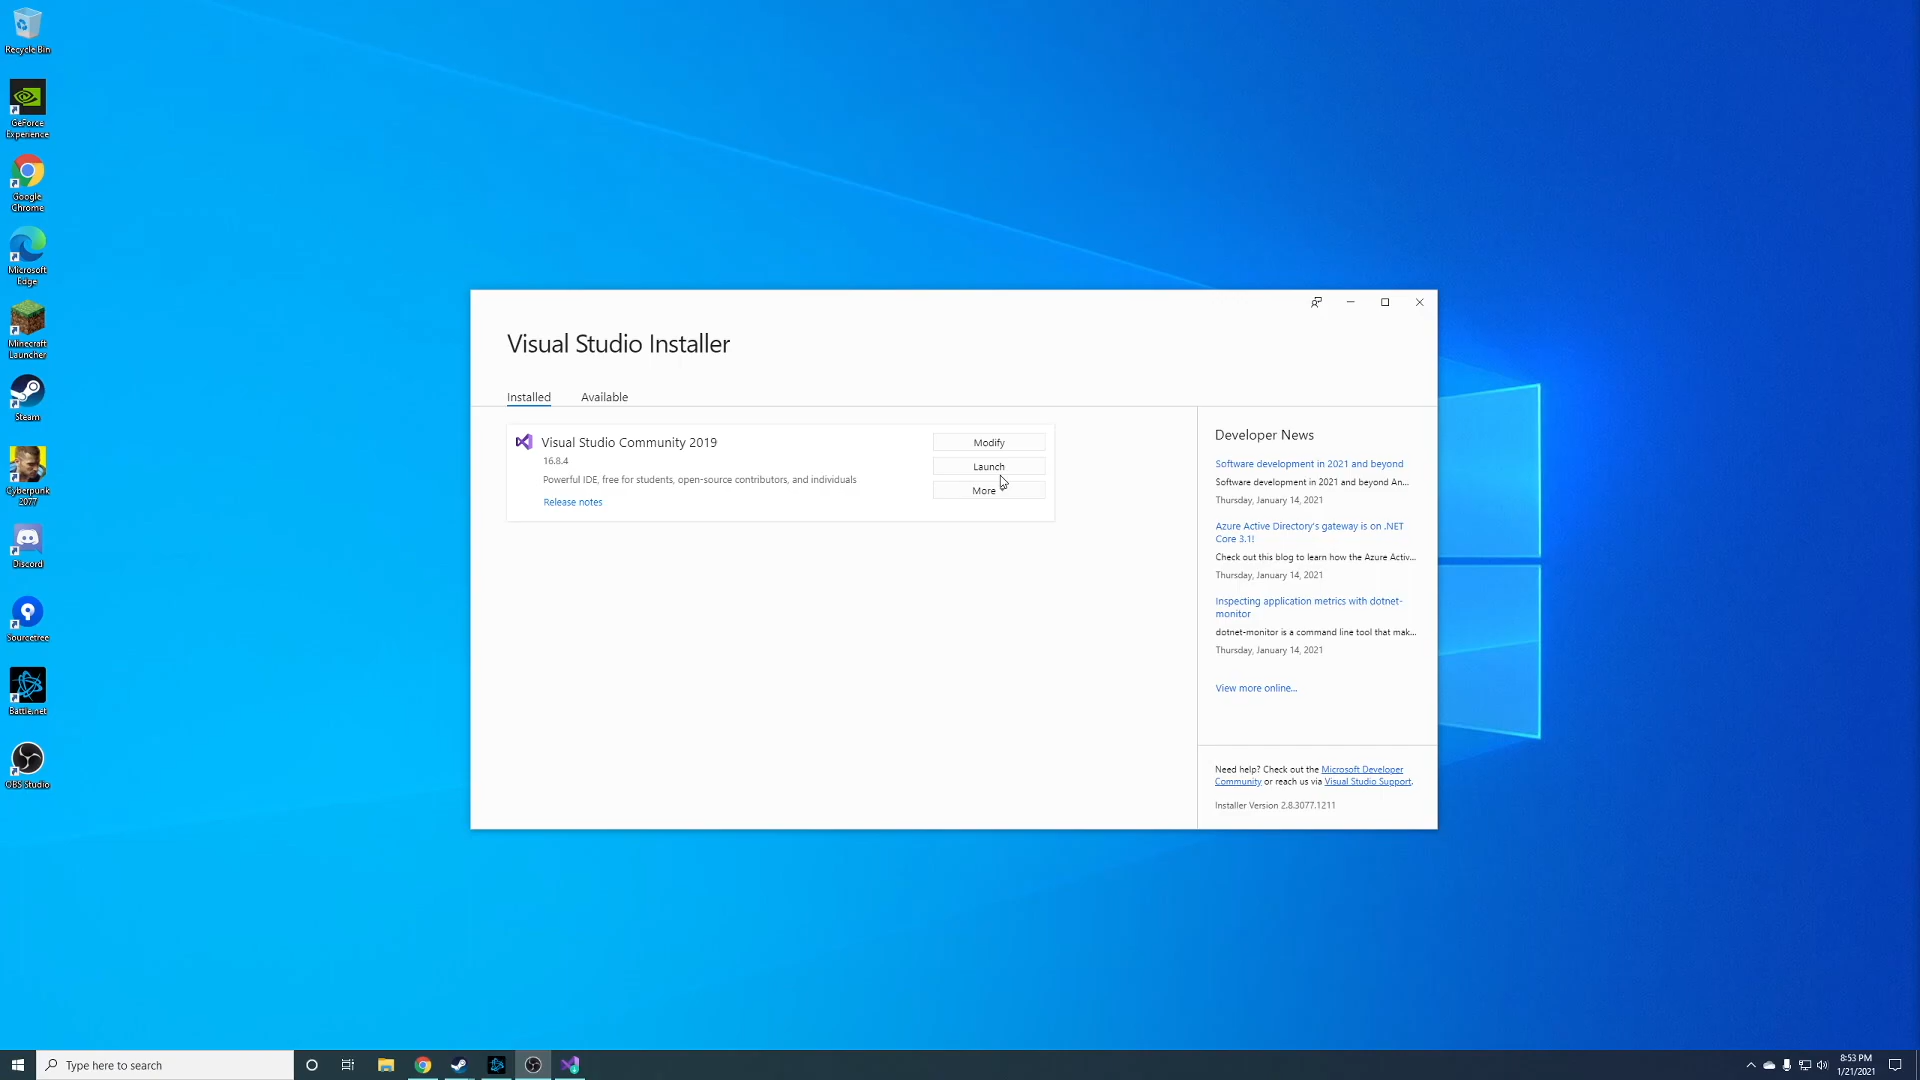 Recycle Bin
GeForce
Experience
Google
Chrome
Microsoft
Edge
Minecraft
Launcher
Steam
Cyberpunk
2077
Discord
Sourcetree
Battle.net
OBS Studio
Visual Studio Installer
Installed
Available
Visual Studio Community 2019
16.8.4
Powerful IDE, free for students, open-source contributors, and individuals
Release notes
Modify
Launch
More
Developer News
Software development in 2021 and beyond
Software development in 2021 and beyond An...
Thursday, January 14, 2021
Azure Active Directory's gateway is on .NET
Core 3.1!
Check out this blog to learn how the Azure Activ...
Thursday, January 14, 2021
Inspecting application metrics with dotnet-
monitor
dotnet-monitor is a command line tool that mak...
Thursday, January 14, 2021
View more online...
Need help? Check out the Microsoft Developer
Community or reach us via Visual Studio Support.
Installer Version 2.8.3077.1211
Type here to search
8:53 PM
1/21/2021